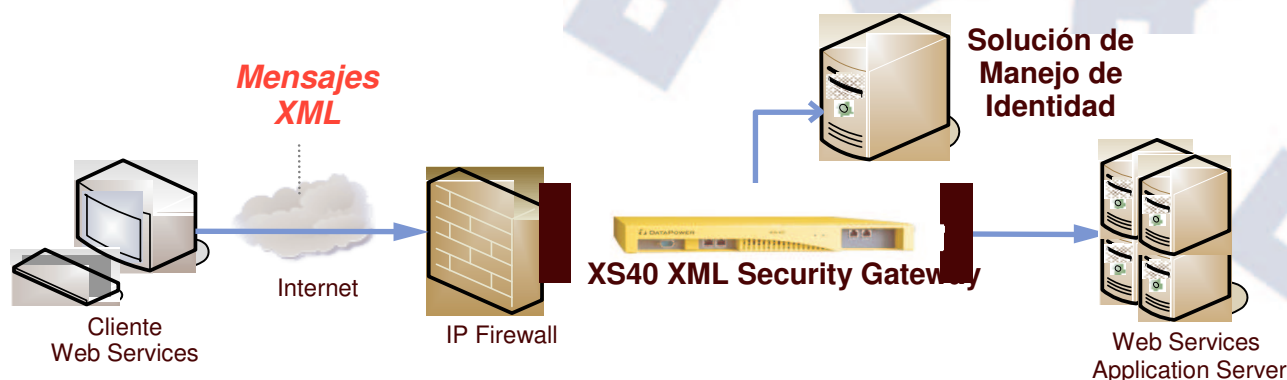 Solución de
Manejo de
Identidad
Mensajes
XML
DATAPOWER
XS40 XML Security Gateway
Internet
IP Firewall
Cliente
Web Services
Web Services
Application Server